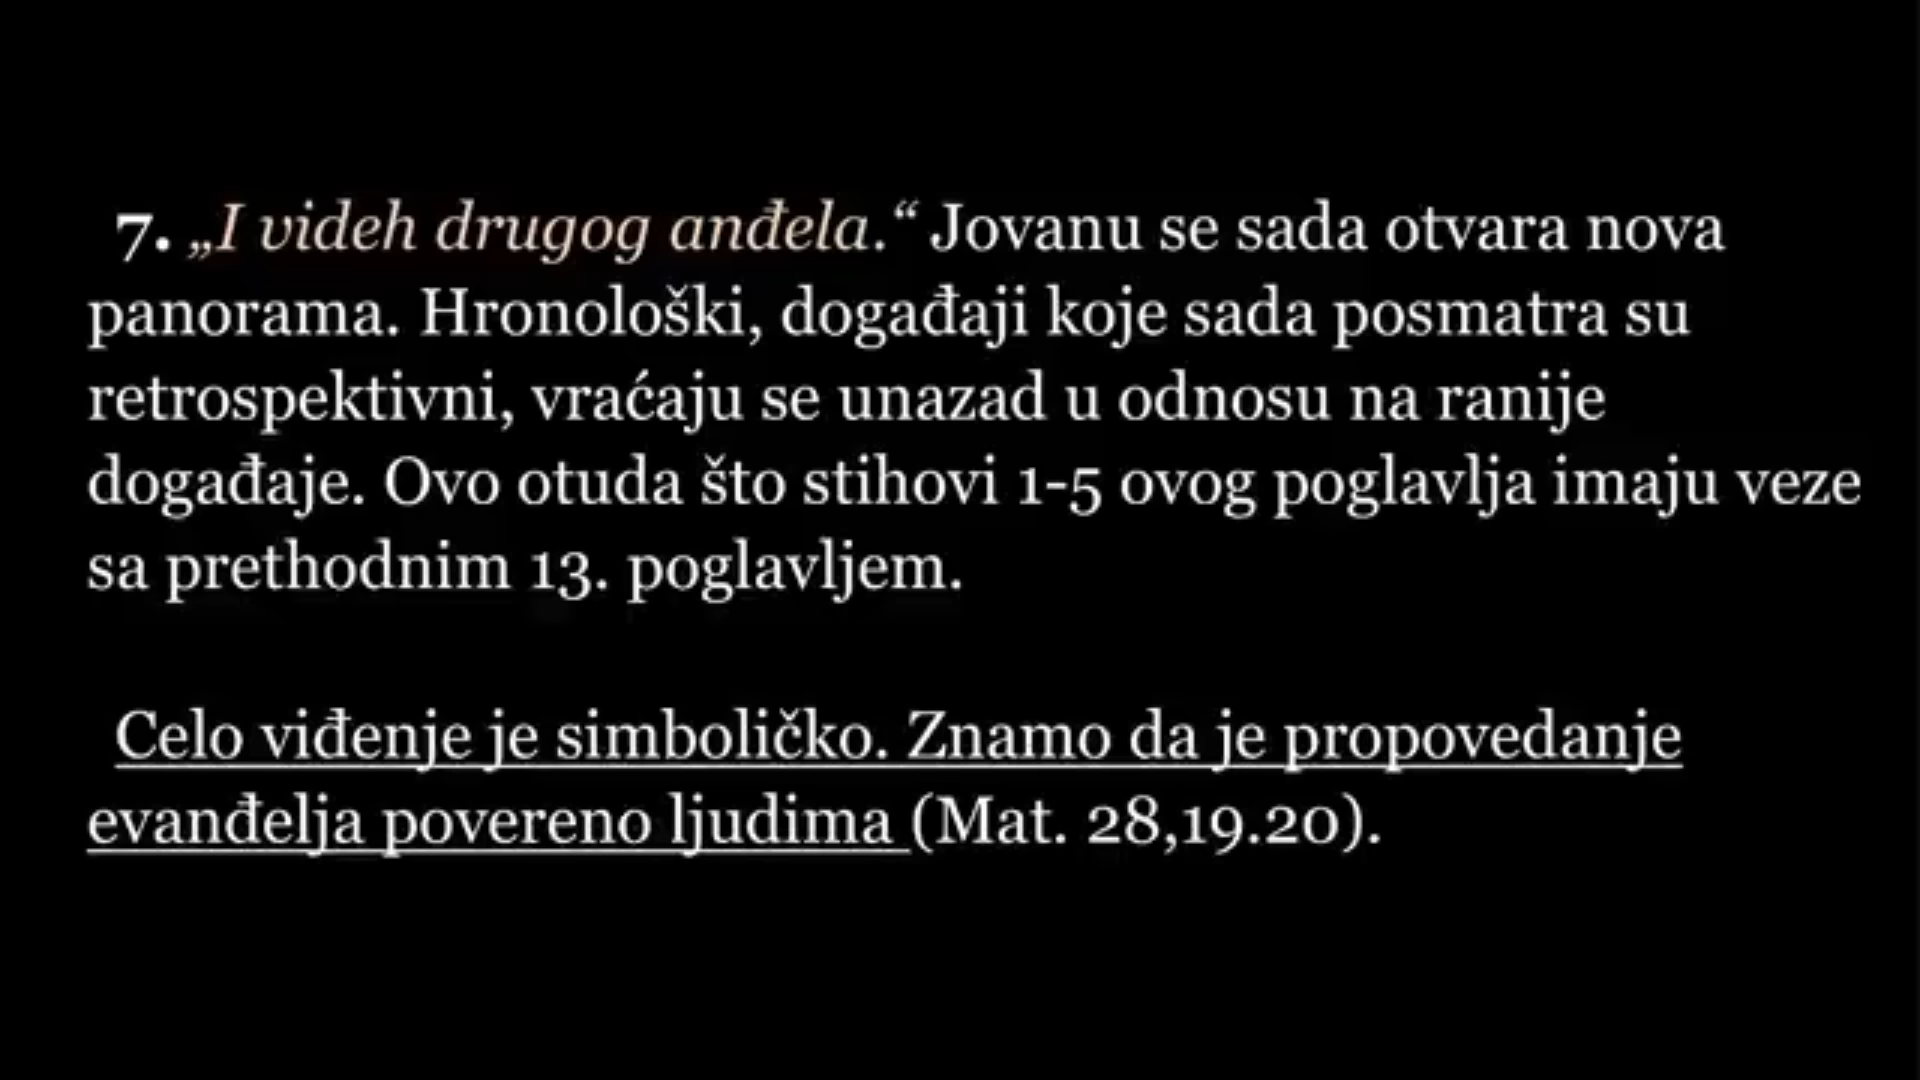 7. „I videh drugog anđela.“ Jovanu se sada otvara nova
panorama. Hronološki, događaji koje sada posmatra su
retrospektivni, vraćaju se unazad u odnosu na ranije
događaje. Ovo otuda što stihovi 1-5 ovog poglavlja imaju veze
sa prethodnim 13. poglavljem.
Celo viđenje je simboličko. Znamo da je propovedanje
evanđelja povereno ljudima (Mat. 28,19.20).